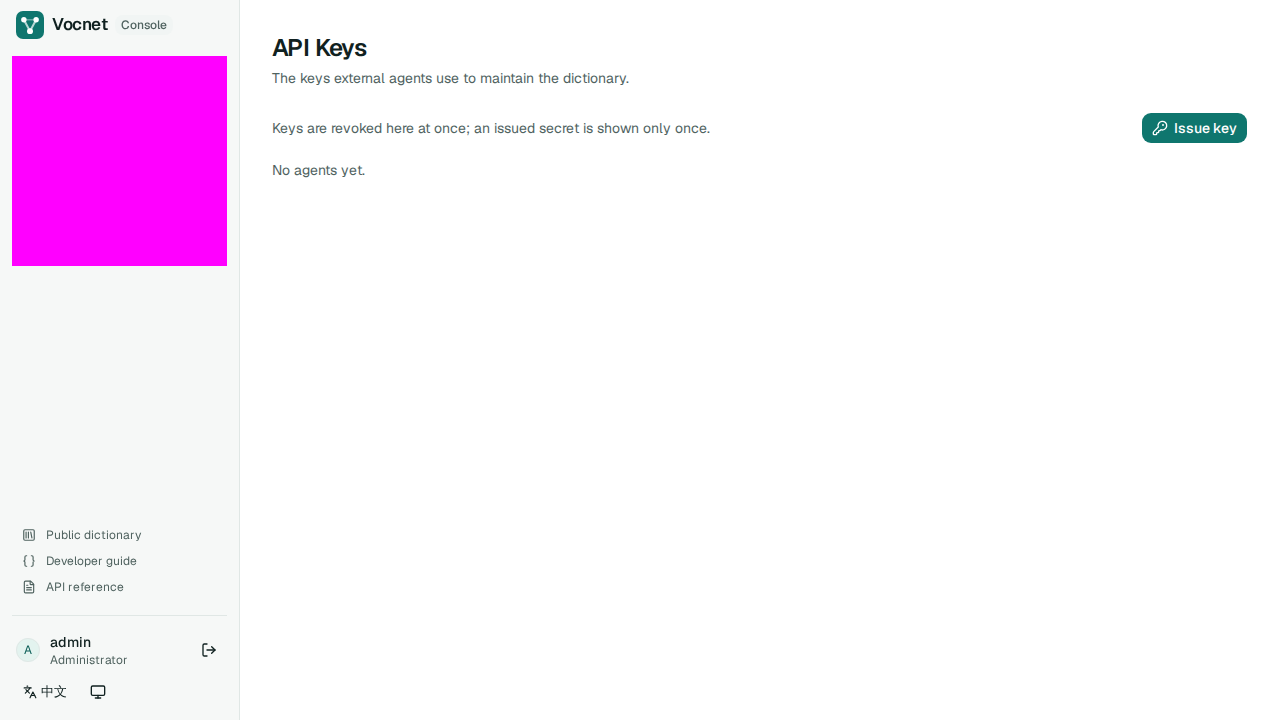 Vocnet Console
API Keys
The keys external agents use to maintain the dictionary.
Keys are revoked here at once; an issued secret is shown only once.
Issue key
No agents yet.
Public dictionary
Developer guide
API reference
A
admin
Administrator
中文